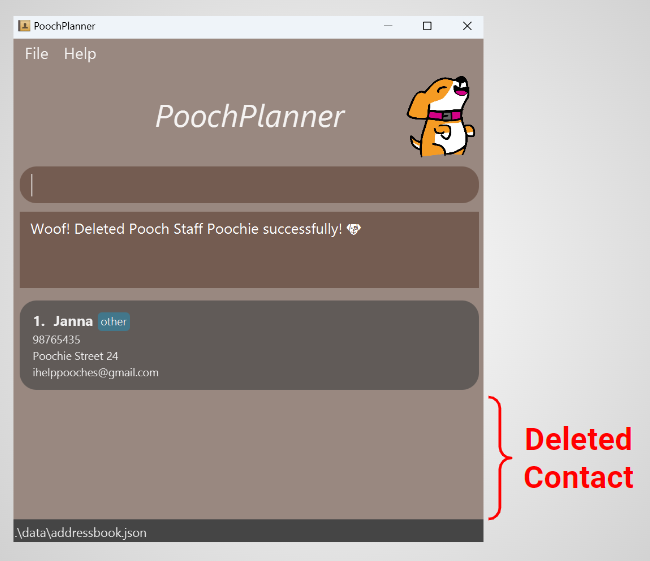 PoochPlanner
File Help
PoochPlanner
Woof! Deleted Pooch Staff Poochie successfully!
1. Janna other
98765435
Poochie Street 24
ihelppooches@gmail.com
Deleted
Contact
.\data\addressbook.json